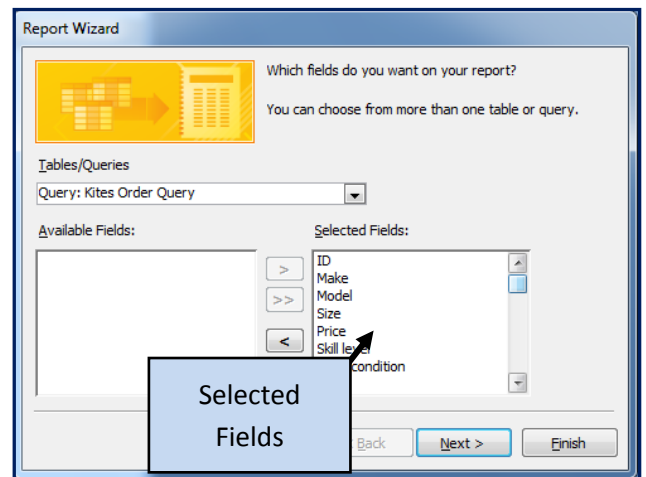 Report Wizard
Which fields do you want on your report?
You can choose from more than one table or query.
Tables/Queries
Query: Kites Order Query
Available Fields:
Selected Fields:
ID
Make
Model
Size
Price
Skill level
condition
>
>>
<
Selected
Fields
Back
Next >
Finish